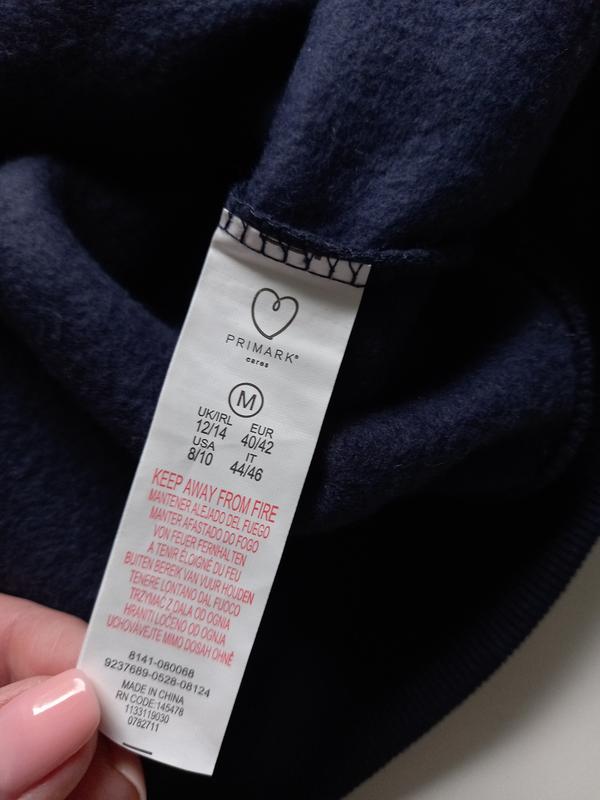 PRIMARK®
cares
M
UK/IRL EUR
12/14 40/42
USA IT
8/10 44/46
KEEP AWAY FROM FIRE
MANTENER ALEJADO DEL FUEGO
MANTER AFASTADO DO FOGO
VON FEUER FERNHALTEN
A TENIR ÉLOIGNÉ DU FEU
BUITEN BEREIK VAN VUUR HOUDEN
TENERE LONTANO DAL FUOCO
TRZYMAĆ Z DALA OD OGNIA
HRANITI LOČENO OD OGNJA
UCHOVÁVEJTE MIMO DOSAH OHNĚ
8141-080068
9237689-0528-08124
MADE IN CHINA
RN CODE:145478
1133119030
0782711